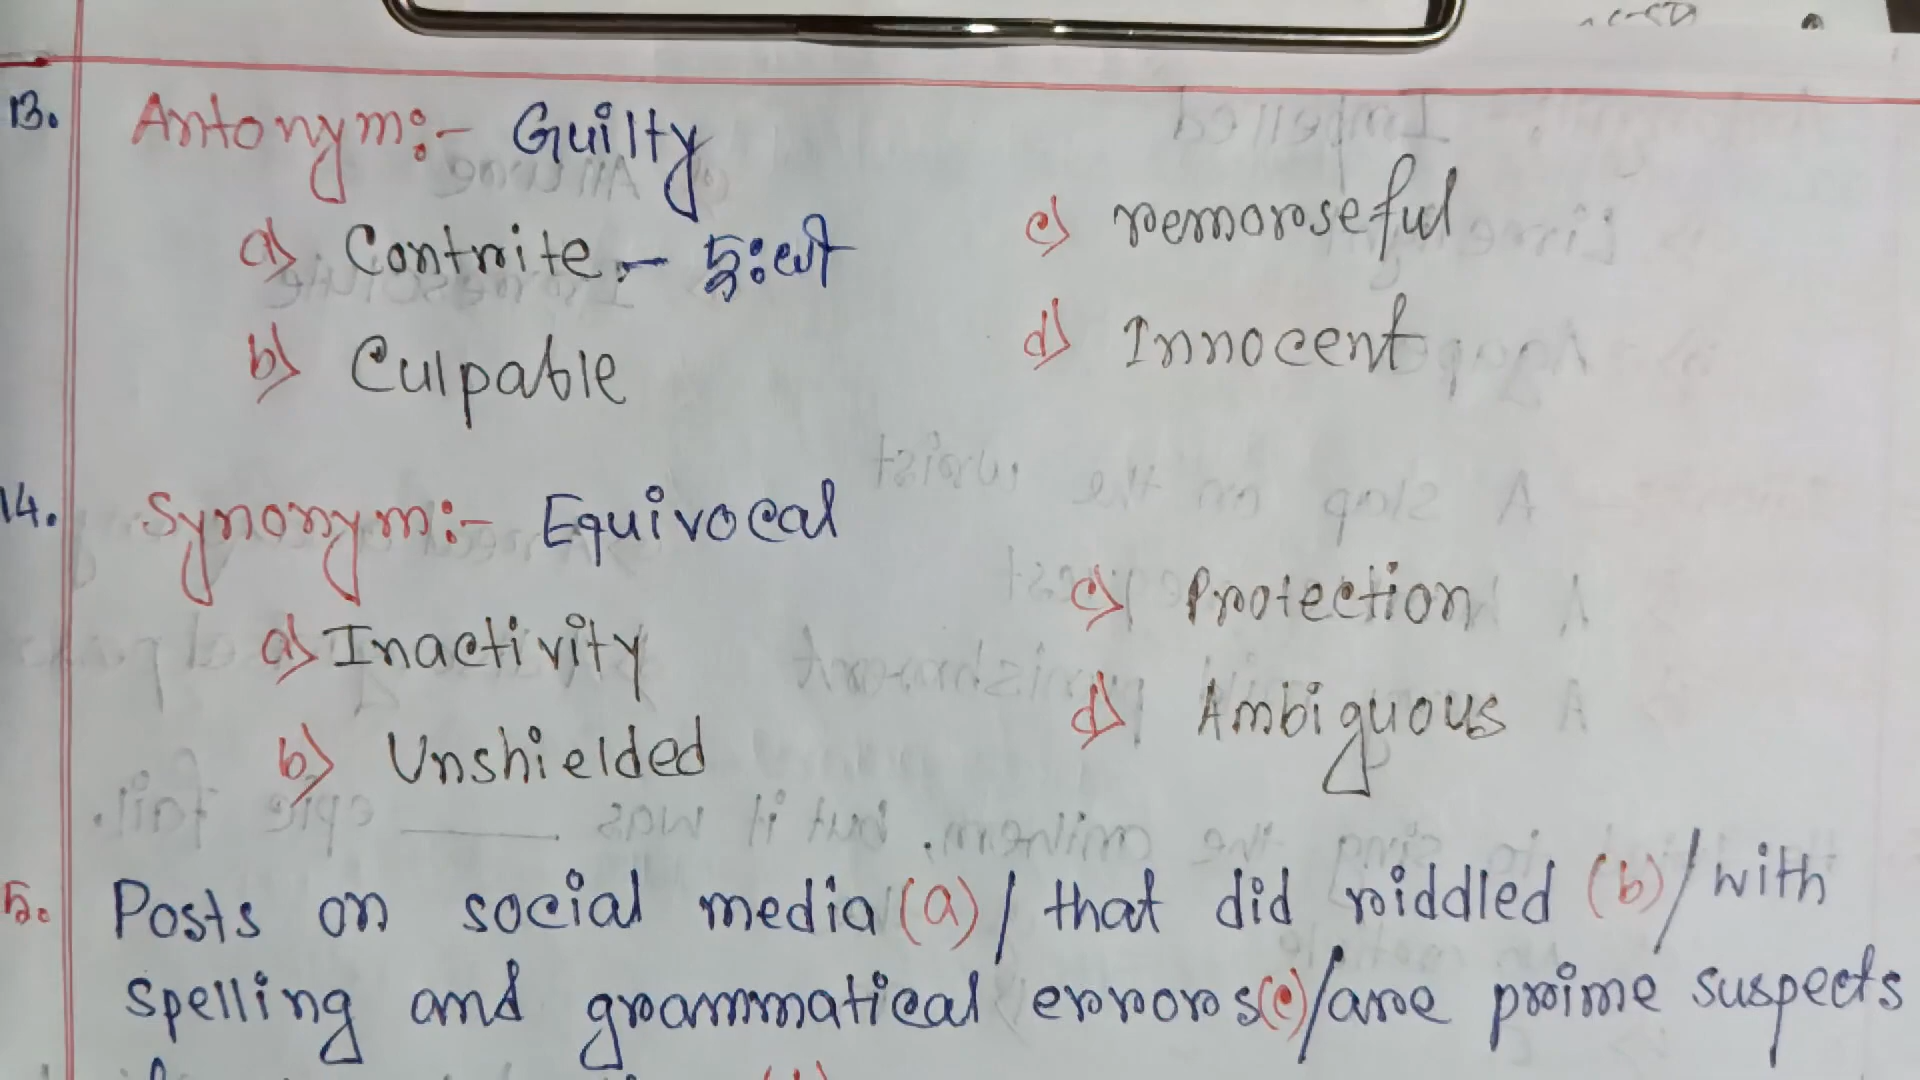 13. Antonym:- Guilty
a) Contrite.-
c) remorseful
b) Culpable
d) Innocent
14. Synonym:- Equivocal
a) Inactivity
c) Protection
b) Unshielded
d) Ambiguous
5. Posts on social media (a)/ that did riddled (b)/ with
spelling and grammatical errors(c)/are prime suspects